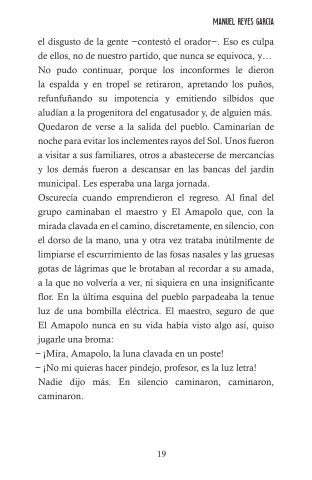 MANUEL REYES GARCIA
el disgusto de la gente −contestó el orador−. Eso es culpa
de ellos, no de nuestro partido, que nunca se equivoca, y…
No pudo continuar, porque los inconformes le dieron
la espalda y en tropel se retiraron, apretando los puños,
refunfuñando su impotencia y emitiendo silbidos que
aludían a la progenitora del engatusador y, de alguien más.
Quedaron de verse a la salida del pueblo. Caminarían de
noche para evitar los inclementes rayos del Sol. Unos fueron
a visitar a sus familiares, otros a abastecerse de mercancías
y los demás fueron a descansar en las bancas del jardín
municipal. Les esperaba una larga jornada.
Oscurecía cuando emprendieron el regreso. Al final del
grupo caminaban el maestro y El Amapolo que, con la
mirada clavada en el camino, discretamente, en silencio, con
el dorso de la mano, una y otra vez trataba inútilmente de
limpiarse el escurrimiento de las fosas nasales y las gruesas
gotas de lágrimas que le brotaban al recordar a su amada,
a la que no volvería a ver, ni siquiera en una insignificante
flor. En la última esquina del pueblo parpadeaba la tenue
luz de una bombilla eléctrica. El maestro, seguro de que
El Amapolo nunca en su vida había visto algo así, quiso
jugarle una broma:
− ¡Mira, Amapolo, la luna clavada en un poste!
− ¡No mi quieras hacer pindejo, profesor, es la luz letra!
Nadie dijo más. En silencio caminaron, caminaron,
caminaron.
19